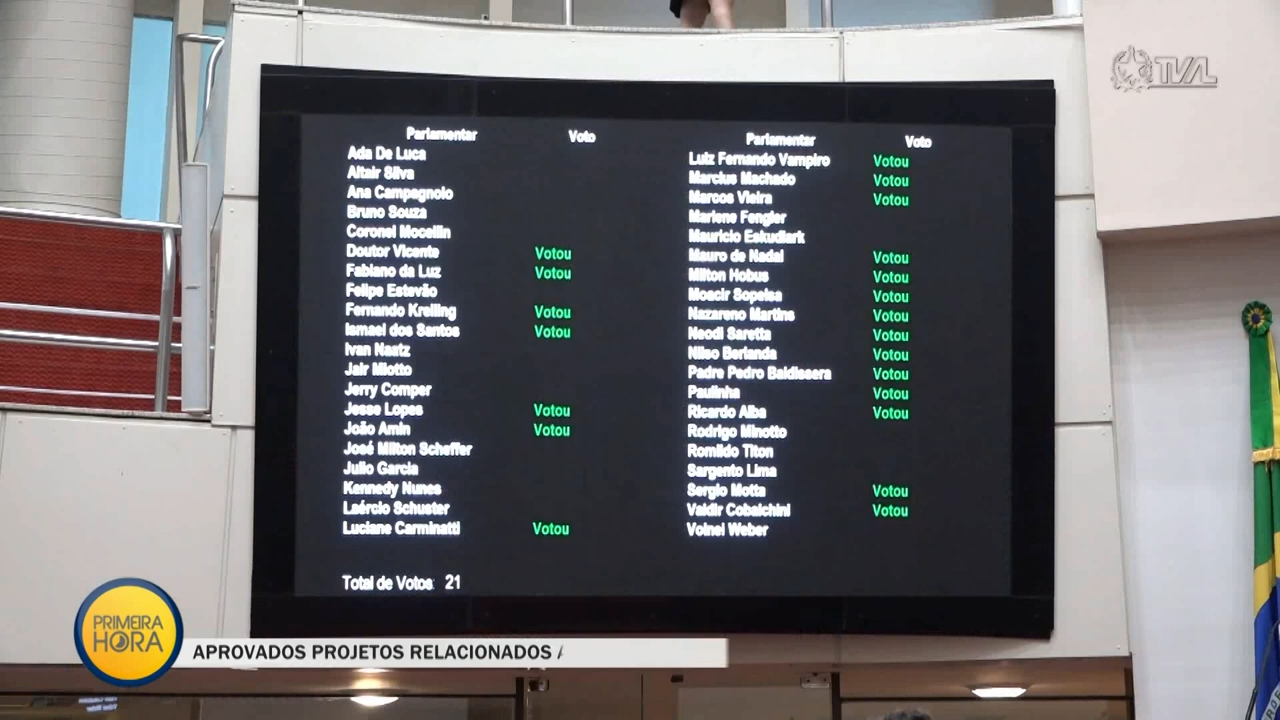 TVAL
Parlamentar Voto
Ada De Luca
Altair Silva
Ana Campagnolo
Bruno Souza
Coronel Mocellin
Doutor Vicente Votou
Fabiano da Luz Votou
Felipe Estevão
Fernando Krelling Votou
Ismael dos Santos Votou
Ivan Naatz
Jair Miotto
Jerry Comper
Jesse Lopes Votou
João Amin Votou
José Milton Scheffer
Julio Garcia
Kennedy Nunes
Laércio Schuster
Luciane Carminatti Votou
Total de Votos 21
Parlamentar Voto
Luiz Fernando Vampiro Votou
Marcius Machado Votou
Marcos Vieira Votou
Marlene Fengler
Mauricio Eskudlark
Mauro de Nadal Votou
Milton Hobus Votou
Moacir Sopelsa Votou
Nazareno Martins Votou
Neodi Saretta Votou
Nilso Berlanda Votou
Padre Pedro Baldissera Votou
Paulinha Votou
Ricardo Alba Votou
Rodrigo Minotto
Romildo Titon
Sargento Lima
Sergio Motta Votou
Valdir Cobalchini Votou
Volnei Weber
PRIMEIRA
HORA
APROVADOS PROJETOS RELACIONADOS